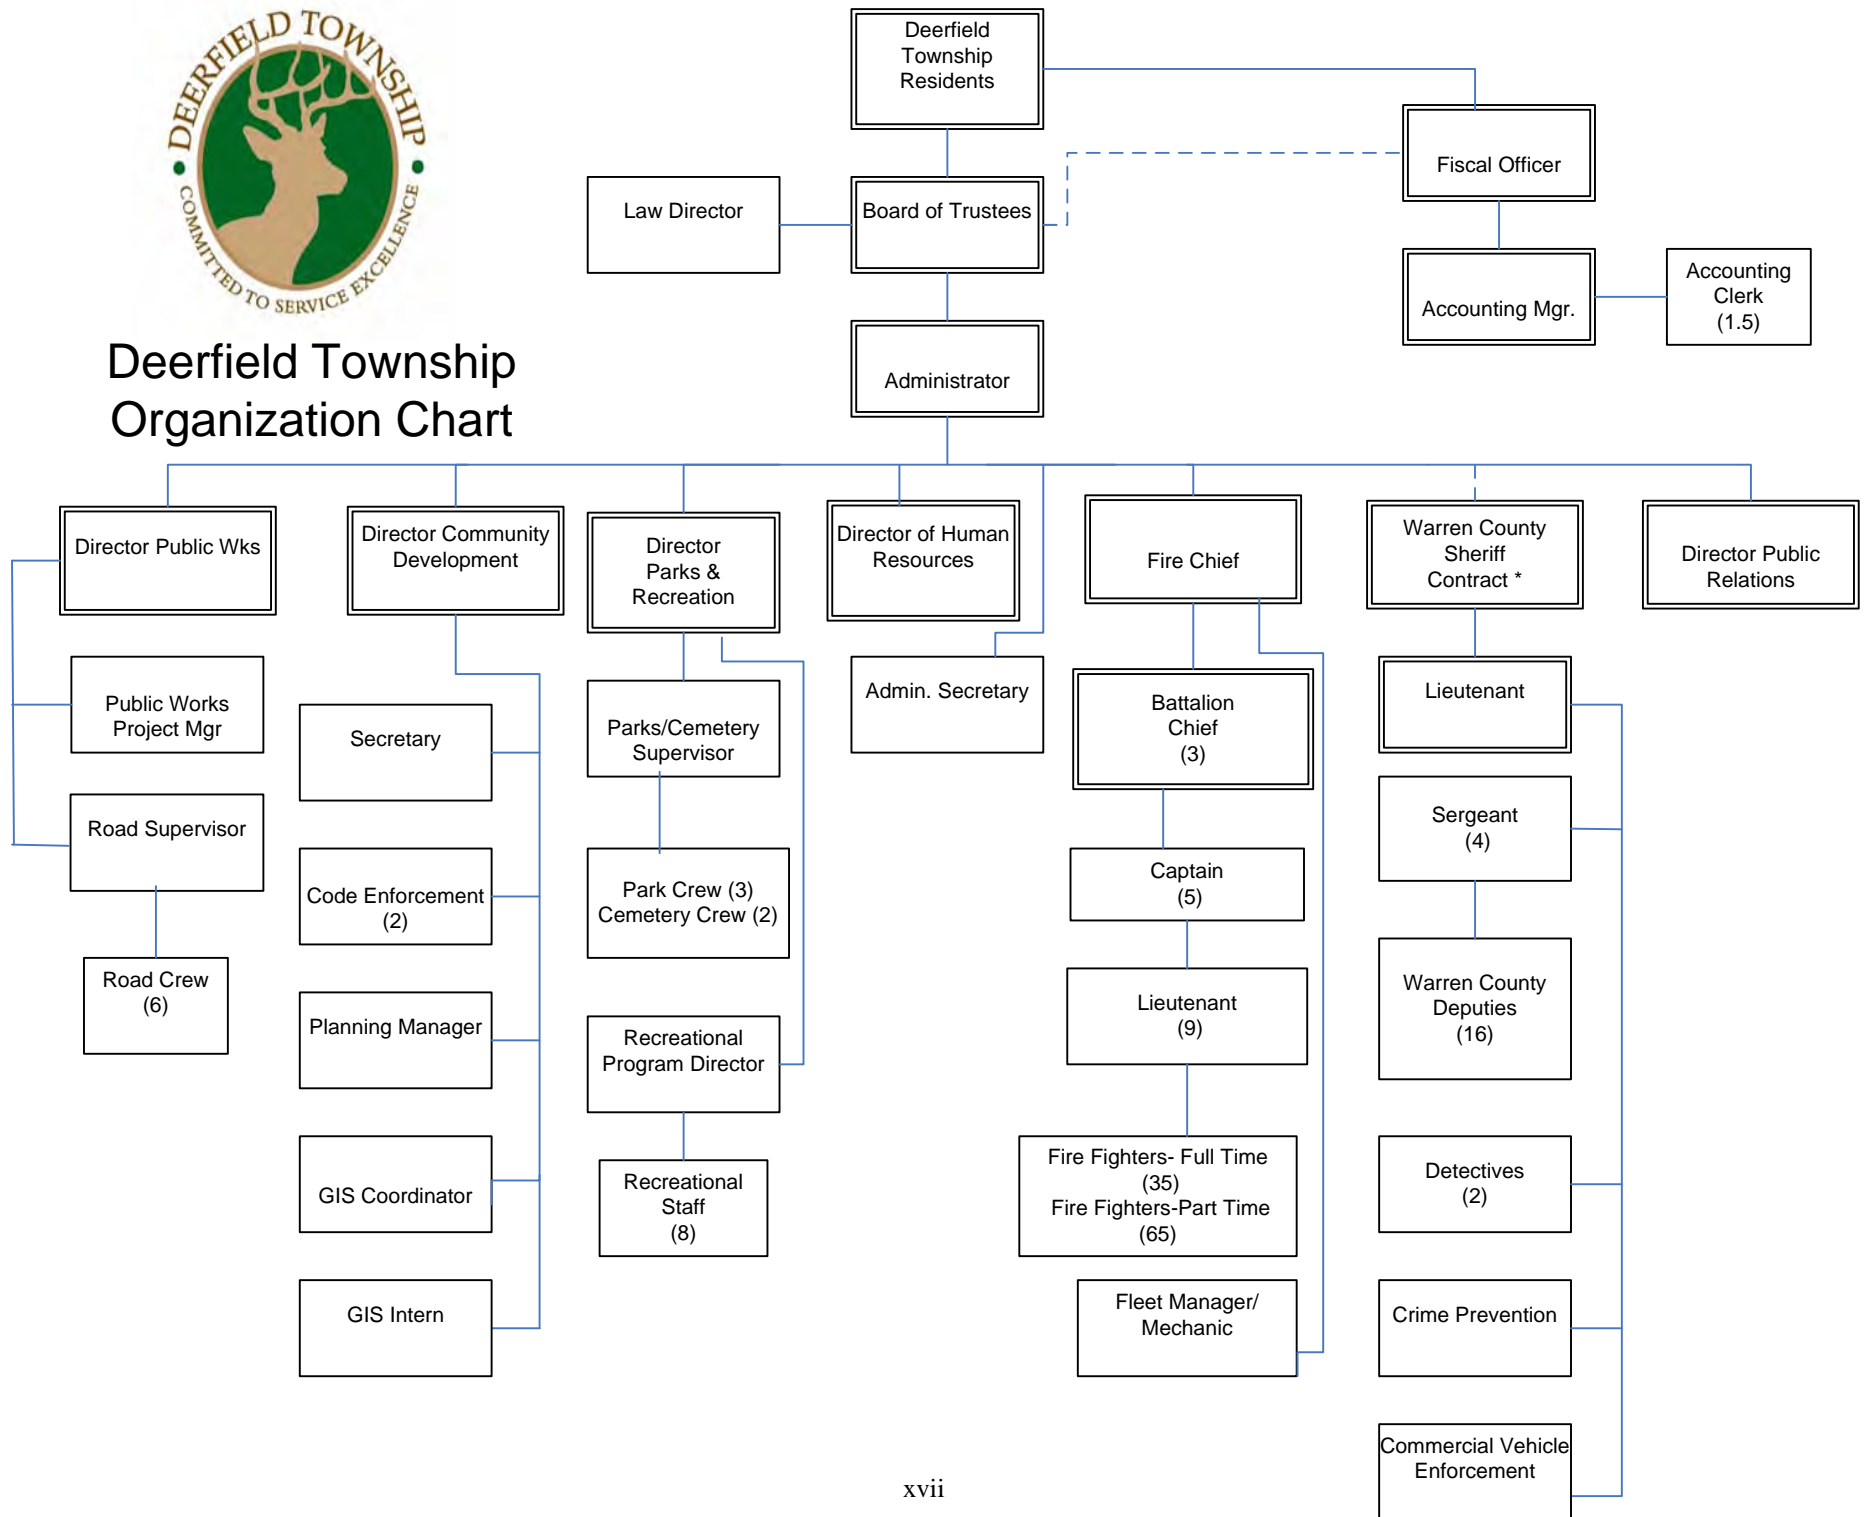 DEERFIELD TOWNSHIP
COMMITTED TO SERVICE EXCELLENCE
Deerfield Township
Organization Chart
Deerfield
Township
Residents
Fiscal Officer
Law Director
Board of Trustees
Accounting Mgr.
Accounting
Clerk
(1.5)
Administrator
Director Public Wks
Director Community
Development
Director
Parks &
Recreation
Director of Human
Resources
Fire Chief
Warren County
Sheriff
Contract *
Director Public
Relations
Public Works
Project Mgr
Road Supervisor
Road Crew
(6)
Secretary
Code Enforcement
(2)
Planning Manager
GIS Coordinator
GIS Intern
Parks/Cemetery
Supervisor
Park Crew (3)
Cemetery Crew (2)
Recreational
Program Director
Recreational
Staff
(8)
Admin. Secretary
Battalion
Chief
(3)
Captain
(5)
Lieutenant
(9)
Fire Fighters- Full Time
(35)
Fire Fighters-Part Time
(65)
Fleet Manager/
Mechanic
Lieutenant
Sergeant
(4)
Warren County
Deputies
(16)
Detectives
(2)
Crime Prevention
Commercial Vehicle
Enforcement
xvii